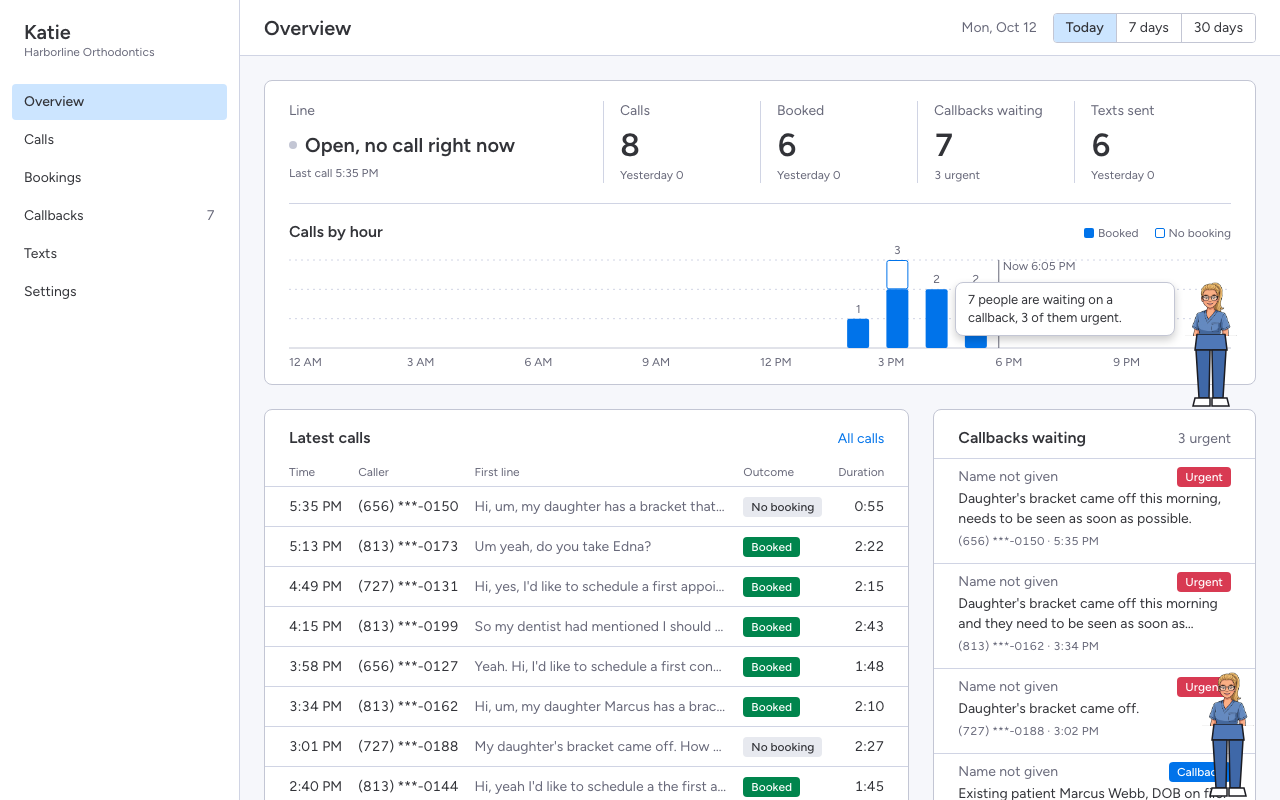 Katie
Harborline Orthodontics
Overview
Calls
Bookings
Callbacks 7
Texts
Settings
Overview
Mon, Oct 12
Today 7 days 30 days
Line
Open, no call right now
Last call 5:35 PM
Calls
8
Yesterday 0
Booked
6
Yesterday 0
Callbacks waiting
7
3 urgent
Texts sent
6
Yesterday 0
Calls by hour
Booked No booking
3
Now 6:05 PM
2 2
1
7 people are waiting on a
callback, 3 of them urgent.
12 AM 3 AM 6 AM 9 AM 12 PM 3 PM 6 PM 9 PM
Latest calls All calls
Time Caller First line Outcome Duration
5:35 PM (656) ***-0150 Hi, um, my daughter has a bracket that... No booking 0:55
5:13 PM (813) ***-0173 Um yeah, do you take Edna? Booked 2:22
4:49 PM (727) ***-0131 Hi, yes, I'd like to schedule a first appoi... Booked 2:15
4:15 PM (813) ***-0199 So my dentist had mentioned I should ... Booked 2:43
3:58 PM (656) ***-0127 Yeah. Hi, I'd like to schedule a first con... Booked 1:48
3:34 PM (813) ***-0162 Hi, um, my daughter Marcus has a brac... Booked 2:10
3:01 PM (727) ***-0188 My daughter's bracket came off. How ... No booking 2:27
2:40 PM (813) ***-0144 Hi, yeah I'd like to schedule a the first a... Booked 1:45
Callbacks waiting 3 urgent
Name not given Urgent
Daughter's bracket came off this morning,
needs to be seen as soon as possible.
(656) ***-0150 · 5:35 PM
Name not given Urgent
Daughter's bracket came off this morning
and they need to be seen as soon as...
(813) ***-0162 · 3:34 PM
Name not given Urgent
Daughter's bracket came off.
(727) ***-0188 · 3:02 PM
Name not given
Existing patient Marcus Webb, DOB on